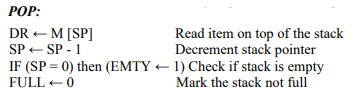 POP:
DR ← M [SP] Read item on top of the stack
SP ← SP - 1 Decrement stack pointer
IF (SP = 0) then (EMTY ← 1) Check if stack is empty
FULL ← 0 Mark the stack not full